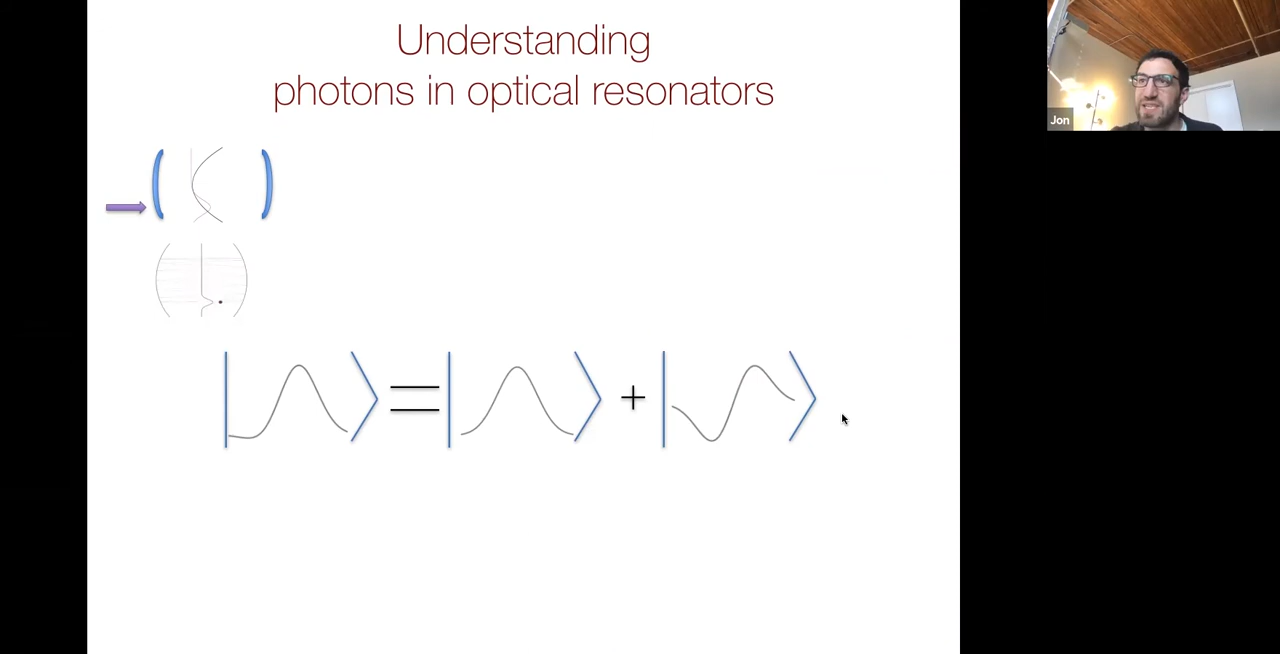 Understanding
photons in optical resonators
Jon
=
+